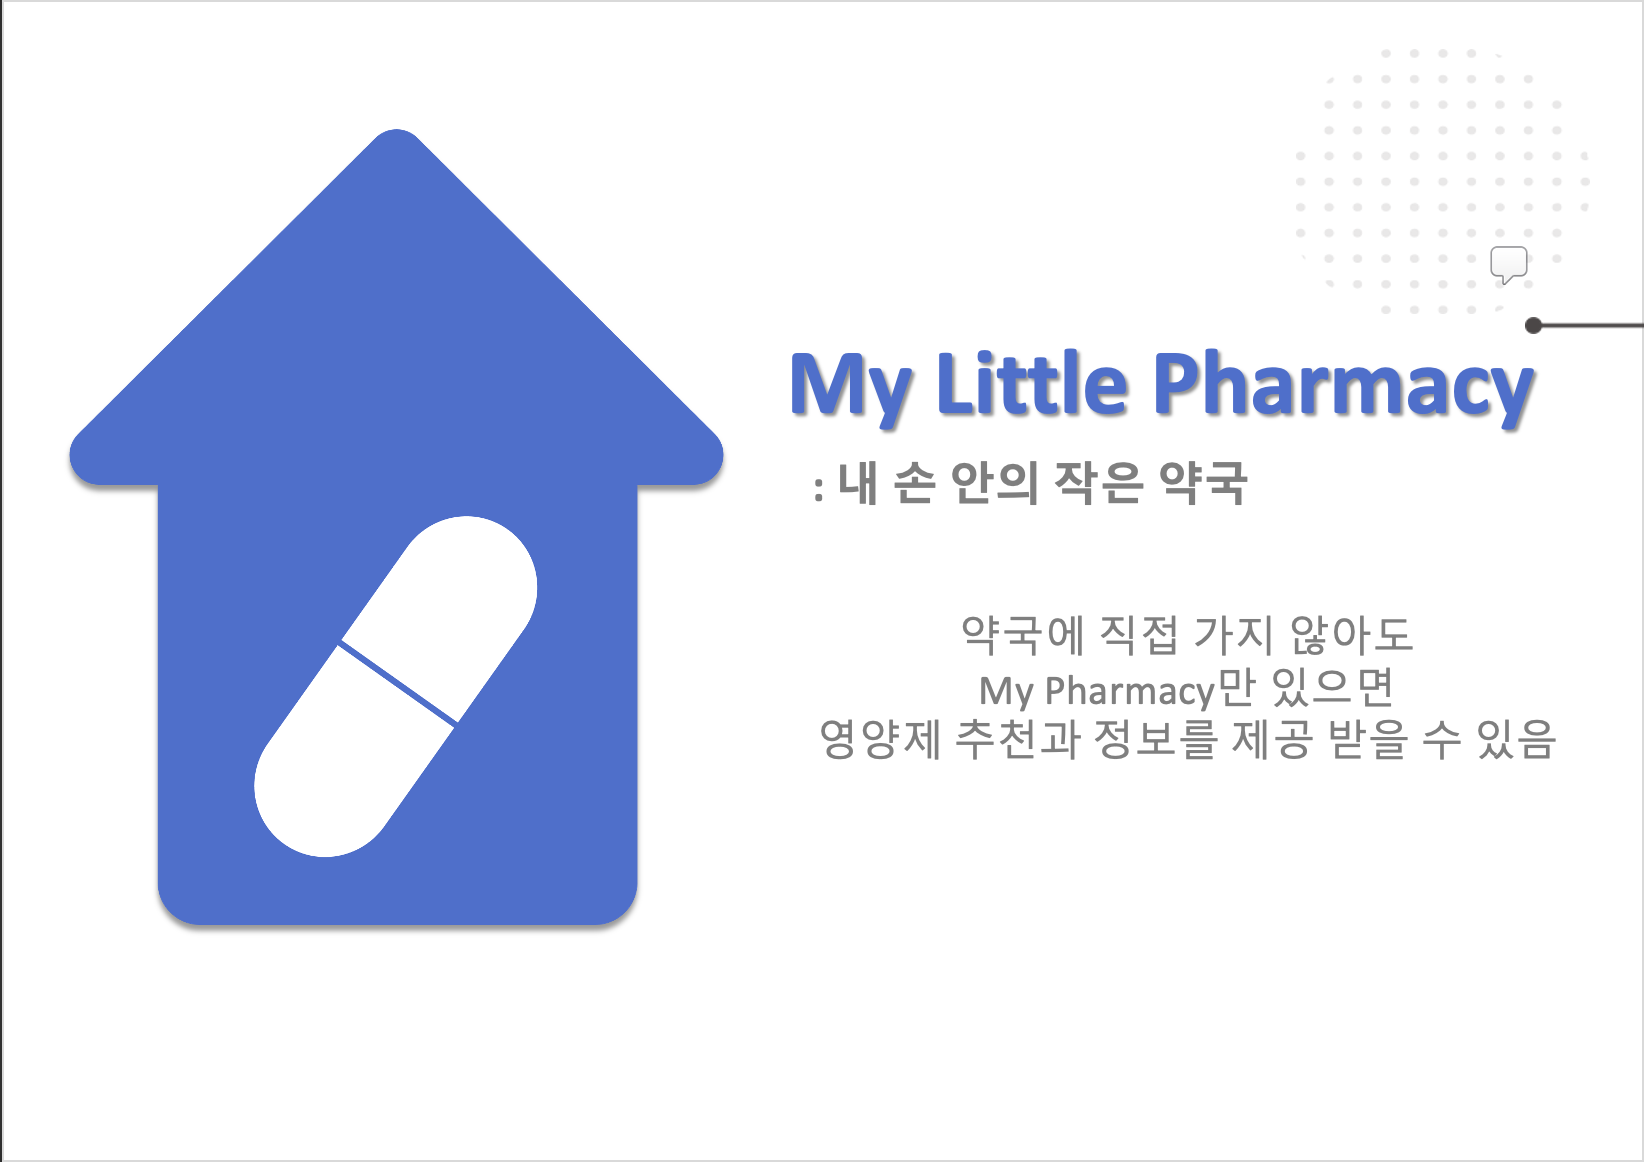 My Little Pharmacy
: 내 손 안의 작은 약국
약국에 직접 가지 않아도
My Pharmacy만 있으면
영양제 추천과 정보를 제공 받을 수 있음